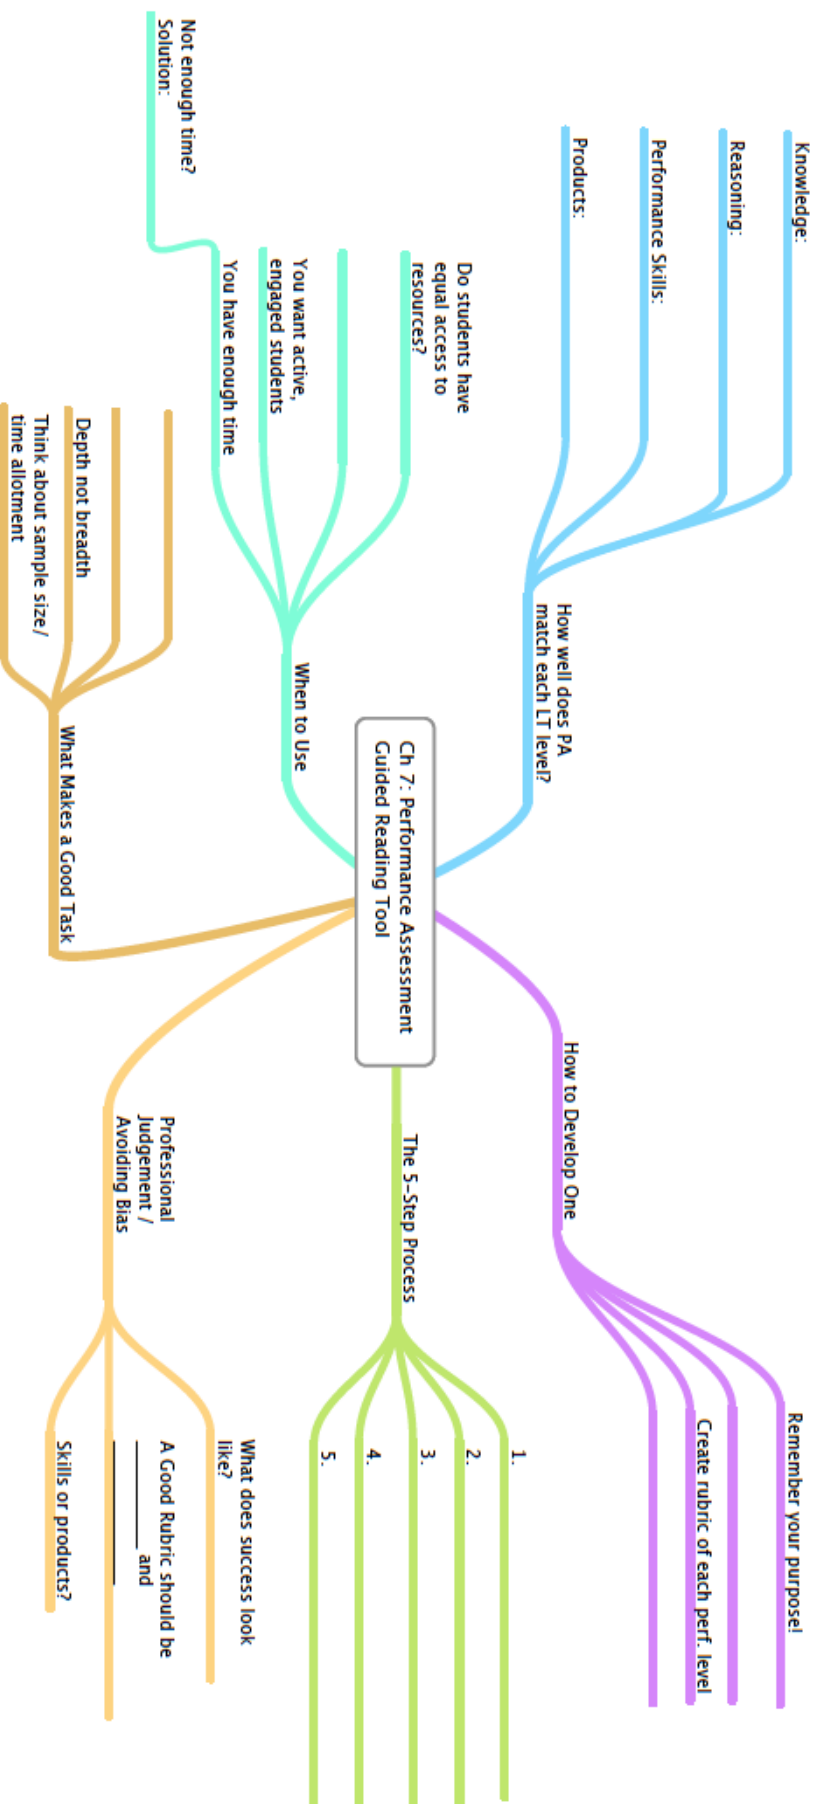 Ch 7: Performance Assessment
Guided Reading Tool
How well does PA
match each LT level?
Knowledge:
Reasoning:
Performance Skills:
Products:
When to Use
Do students have
equal access to
resources?
You want active,
engaged students
You have enough time
Not enough time?
Solution:
What Makes a Good Task
Depth not breadth
Think about sample size/
time allotment
How to Develop One
Remember your purpose!
Create rubric of each perf. level
The 5-Step Process
1.
2.
3.
4.
5.
Professional
Judgement /
Avoiding Bias
What does success look
like?
A Good Rubric should be
__________ and
_____________
Skills or products?